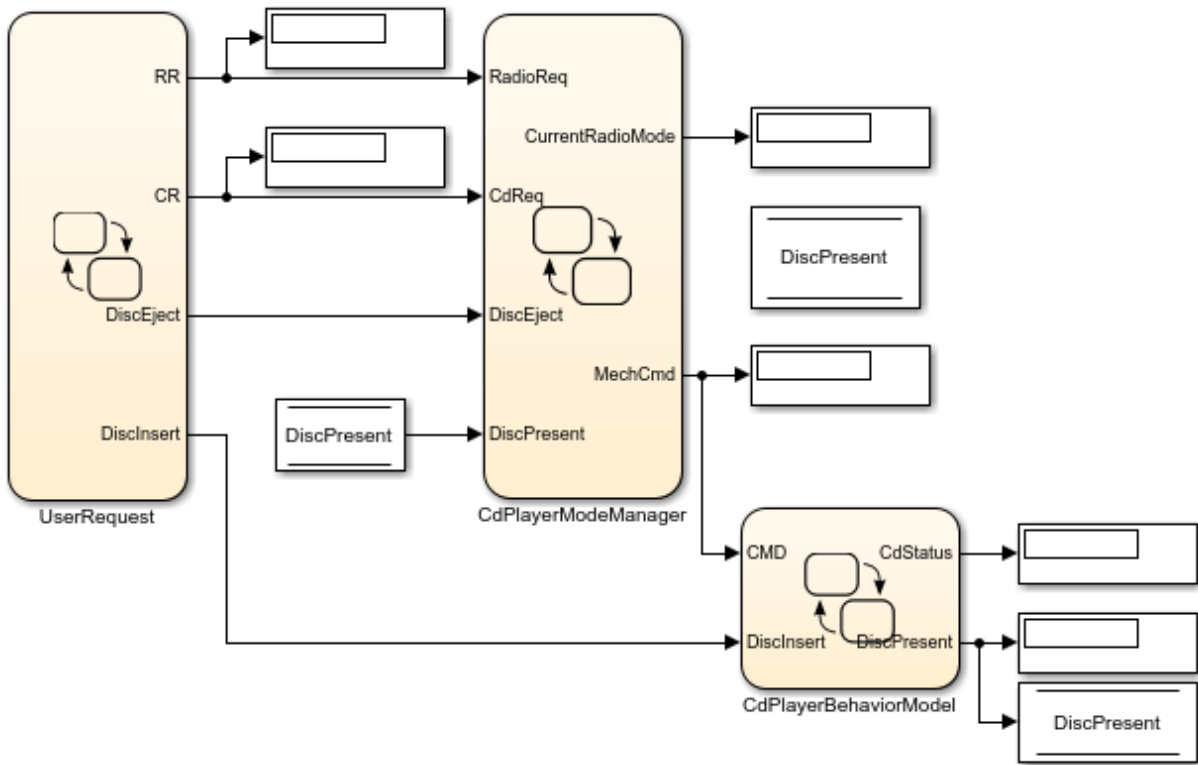 RR
RadioReq
CurrentRadioMode
CR
CdReq
DiscPresent
DiscEject
DiscEject
MechCmd
DiscInsert
DiscPresent
DiscPresent
UserRequest
CdPlayerModeManager
CMD
CdStatus
DiscInsert
DiscPresent
CdPlayerBehaviorModel
DiscPresent